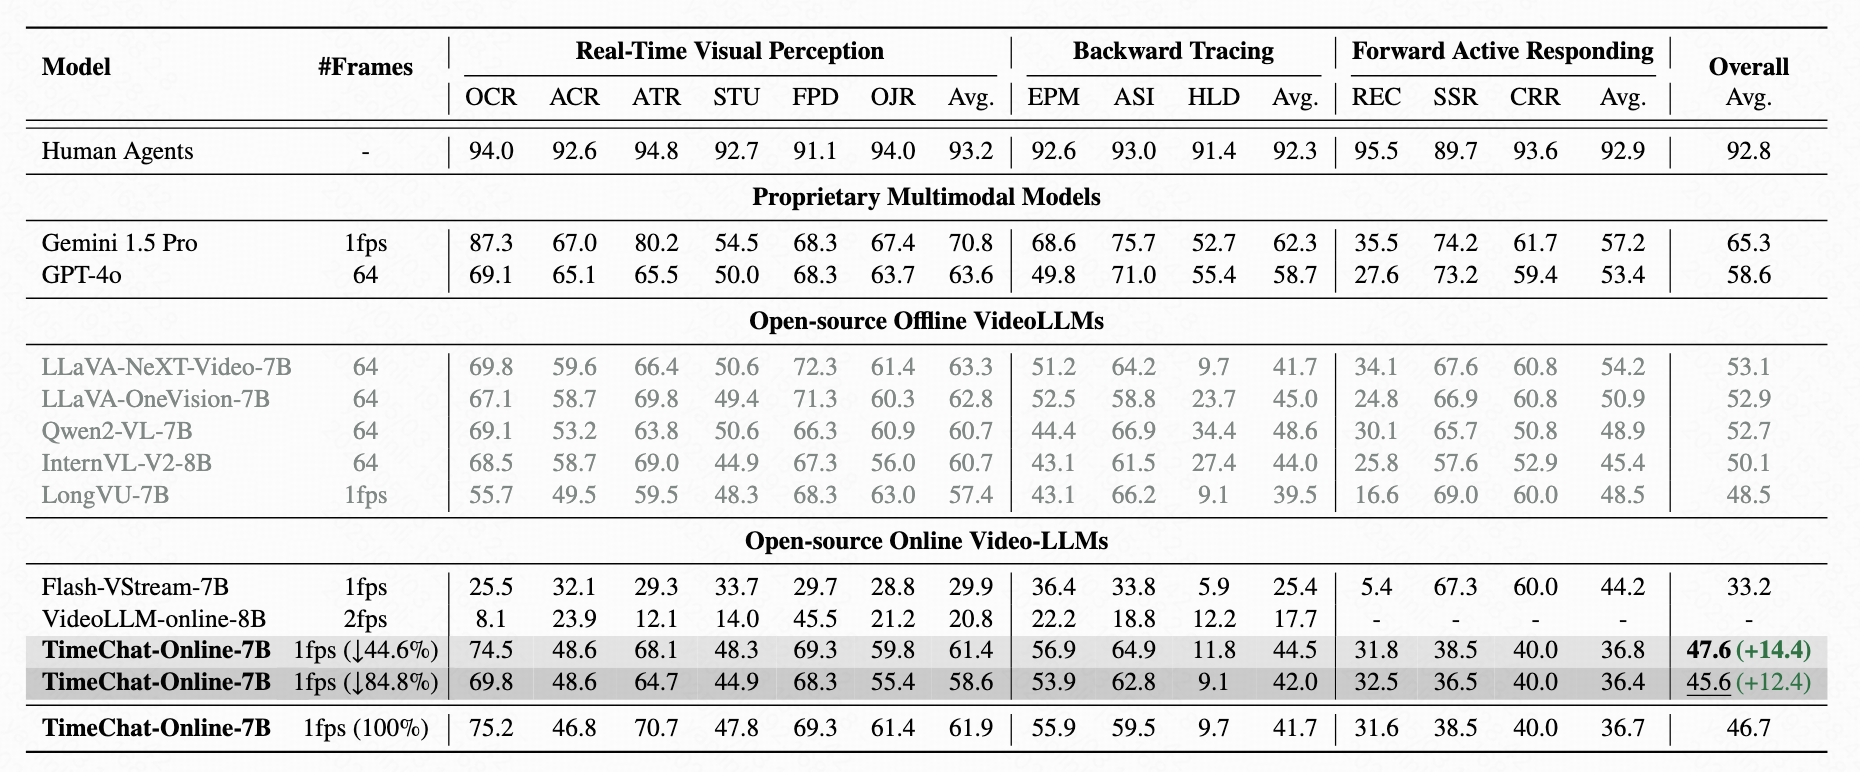 Model #Frames Real-Time Visual Perception Backward Tracing Forward Active Responding Overall
OCR ACR ATR STU FPD OJR Avg. EPM ASI HLD Avg. REC SSR CRR Avg. Avg.
Human Agents - 94.0 92.6 94.8 92.7 91.1 94.0 93.2 92.6 93.0 91.4 92.3 95.5 89.7 93.6 92.9 92.8
Proprietary Multimodal Models
Gemini 1.5 Pro 1fps 87.3 67.0 80.2 54.5 68.3 67.4 70.8 68.6 75.7 52.7 62.3 35.5 74.2 61.7 57.2 65.3
GPT-4o 64 69.1 65.1 65.5 50.0 68.3 63.7 63.6 49.8 71.0 55.4 58.7 27.6 73.2 59.4 53.4 58.6
Open-source Offline VideoLLMs
LLaVA-NeXT-Video-7B 64 69.8 59.6 66.4 50.6 72.3 61.4 63.3 51.2 64.2 9.7 41.7 34.1 67.6 60.8 54.2 53.1
LLaVA-OneVision-7B 64 67.1 58.7 69.8 49.4 71.3 60.3 62.8 52.5 58.8 23.7 45.0 24.8 66.9 60.8 50.9 52.9
Qwen2-VL-7B 64 69.1 53.2 63.8 50.6 66.3 60.9 60.7 44.4 66.9 34.4 48.6 30.1 65.7 50.8 48.9 52.7
InternVL-V2-8B 64 68.5 58.7 69.0 44.9 67.3 56.0 60.7 43.1 61.5 27.4 44.0 25.8 57.6 52.9 45.4 50.1
LongVU-7B 1fps 55.7 49.5 59.5 48.3 68.3 63.0 57.4 43.1 66.2 9.1 39.5 16.6 69.0 60.0 48.5 48.5
Open-source Online Video-LLMs
Flash-VStream-7B 1fps 25.5 32.1 29.3 33.7 29.7 28.8 29.9 36.4 33.8 5.9 25.4 5.4 67.3 60.0 44.2 33.2
VideoLLM-online-8B 2fps 8.1 23.9 12.1 14.0 45.5 21.2 20.8 22.2 18.8 12.2 17.7 - - - - -
TimeChat-Online-7B 1fps (↓44.6%) 74.5 48.6 68.1 48.3 69.3 59.8 61.4 56.9 64.9 11.8 44.5 31.8 38.5 40.0 36.8 47.6 (+14.4)
TimeChat-Online-7B 1fps (↓84.8%) 69.8 48.6 64.7 44.9 68.3 55.4 58.6 53.9 62.8 9.1 42.0 32.5 36.5 40.0 36.4 45.6 (+12.4)
TimeChat-Online-7B 1fps (100%) 75.2 46.8 70.7 47.8 69.3 61.4 61.9 55.9 59.5 9.7 41.7 31.6 38.5 40.0 36.7 46.7